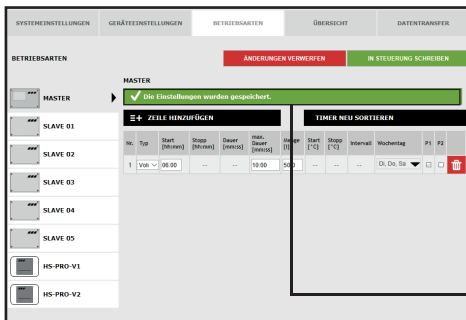 SYSTEMEINSTELLUNGEN GERÄTEEINSTELLUNGEN BETRIEBSARTEN ÜBERSICHT DATENTRANSFER
BETRIEBSARTEN ÄNDERUNGEN VERWERFEN IN STEUERUNG SCHREIBEN
MASTER
Die Einstellungen wurden gespeichert.
MASTER
ZEILE HINZUFÜGEN TIMER NEU SORTIEREN
SLAVE 01
Nr. Typ Start [hh:mm] Stopp [hh:mm] Dauer [mm:ss] max. Dauer [mm:ss] Menge [l] Start [°C] Stopp [°C] Intervall Wochentag P1 P2
SLAVE 02
1 Vol 06:00 -- -- 10:00 50,0 -- -- -- Di, Do, Sa
SLAVE 03
SLAVE 04
SLAVE 05
HS-PRO-V1
HS-PRO-V2